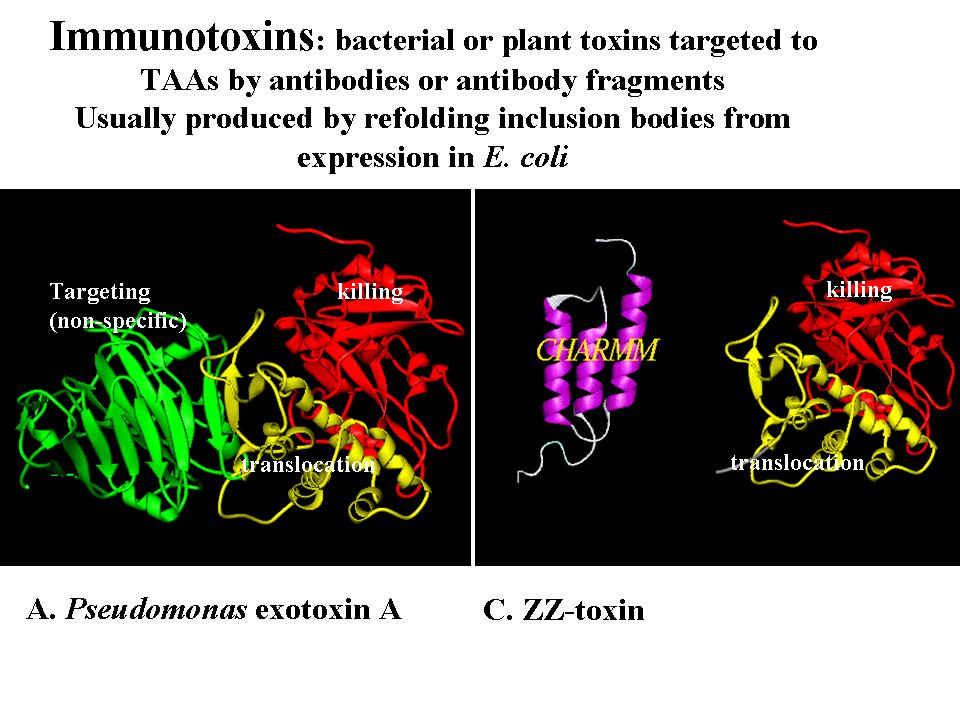 Immunotoxins: bacterial or plant toxins targeted to
TAAs by antibodies or antibody fragments
Usually produced by refolding inclusion bodies from
expression in E. coli
Targeting
(non-specific)
killing
translocation
CHARMM
killing
translocation
A. Pseudomonas exotoxin A
C. ZZ-toxin